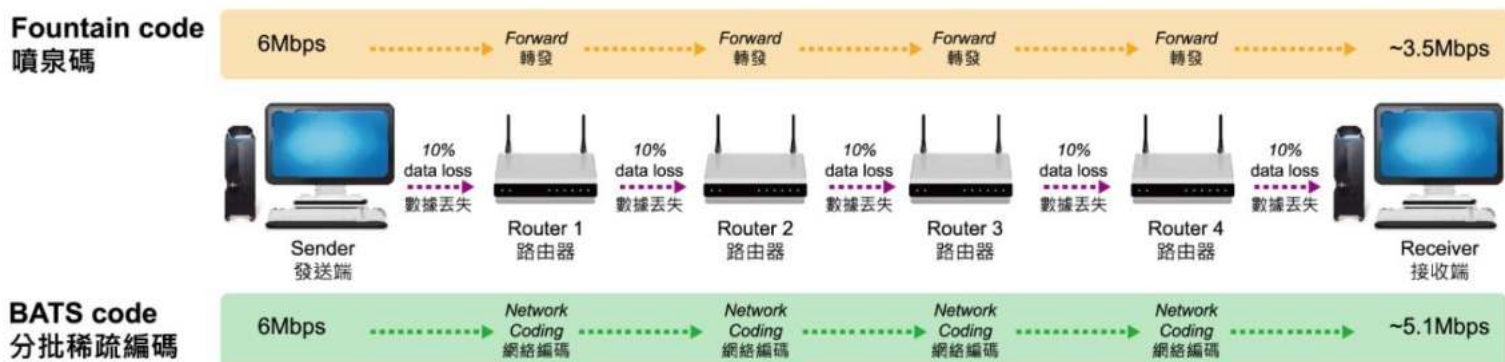 Fountain code
噴泉碼
6Mbps
Forward
轉發
Forward
轉發
Forward
轉發
Forward
轉發
~3.5Mbps
10%
data loss
數據丟失
10%
data loss
數據丟失
10%
data loss
數據丟失
10%
data loss
數據丟失
10%
data loss
數據丟失
Sender
發送端
Router 1
路由器
Router 2
路由器
Router 3
路由器
Router 4
路由器
Receiver
接收端
BATS code
分批稀疏編碼
6Mbps
Network
Coding
網絡編碼
Network
Coding
網絡編碼
Network
Coding
網絡編碼
Network
Coding
網絡編碼
~5.1Mbps